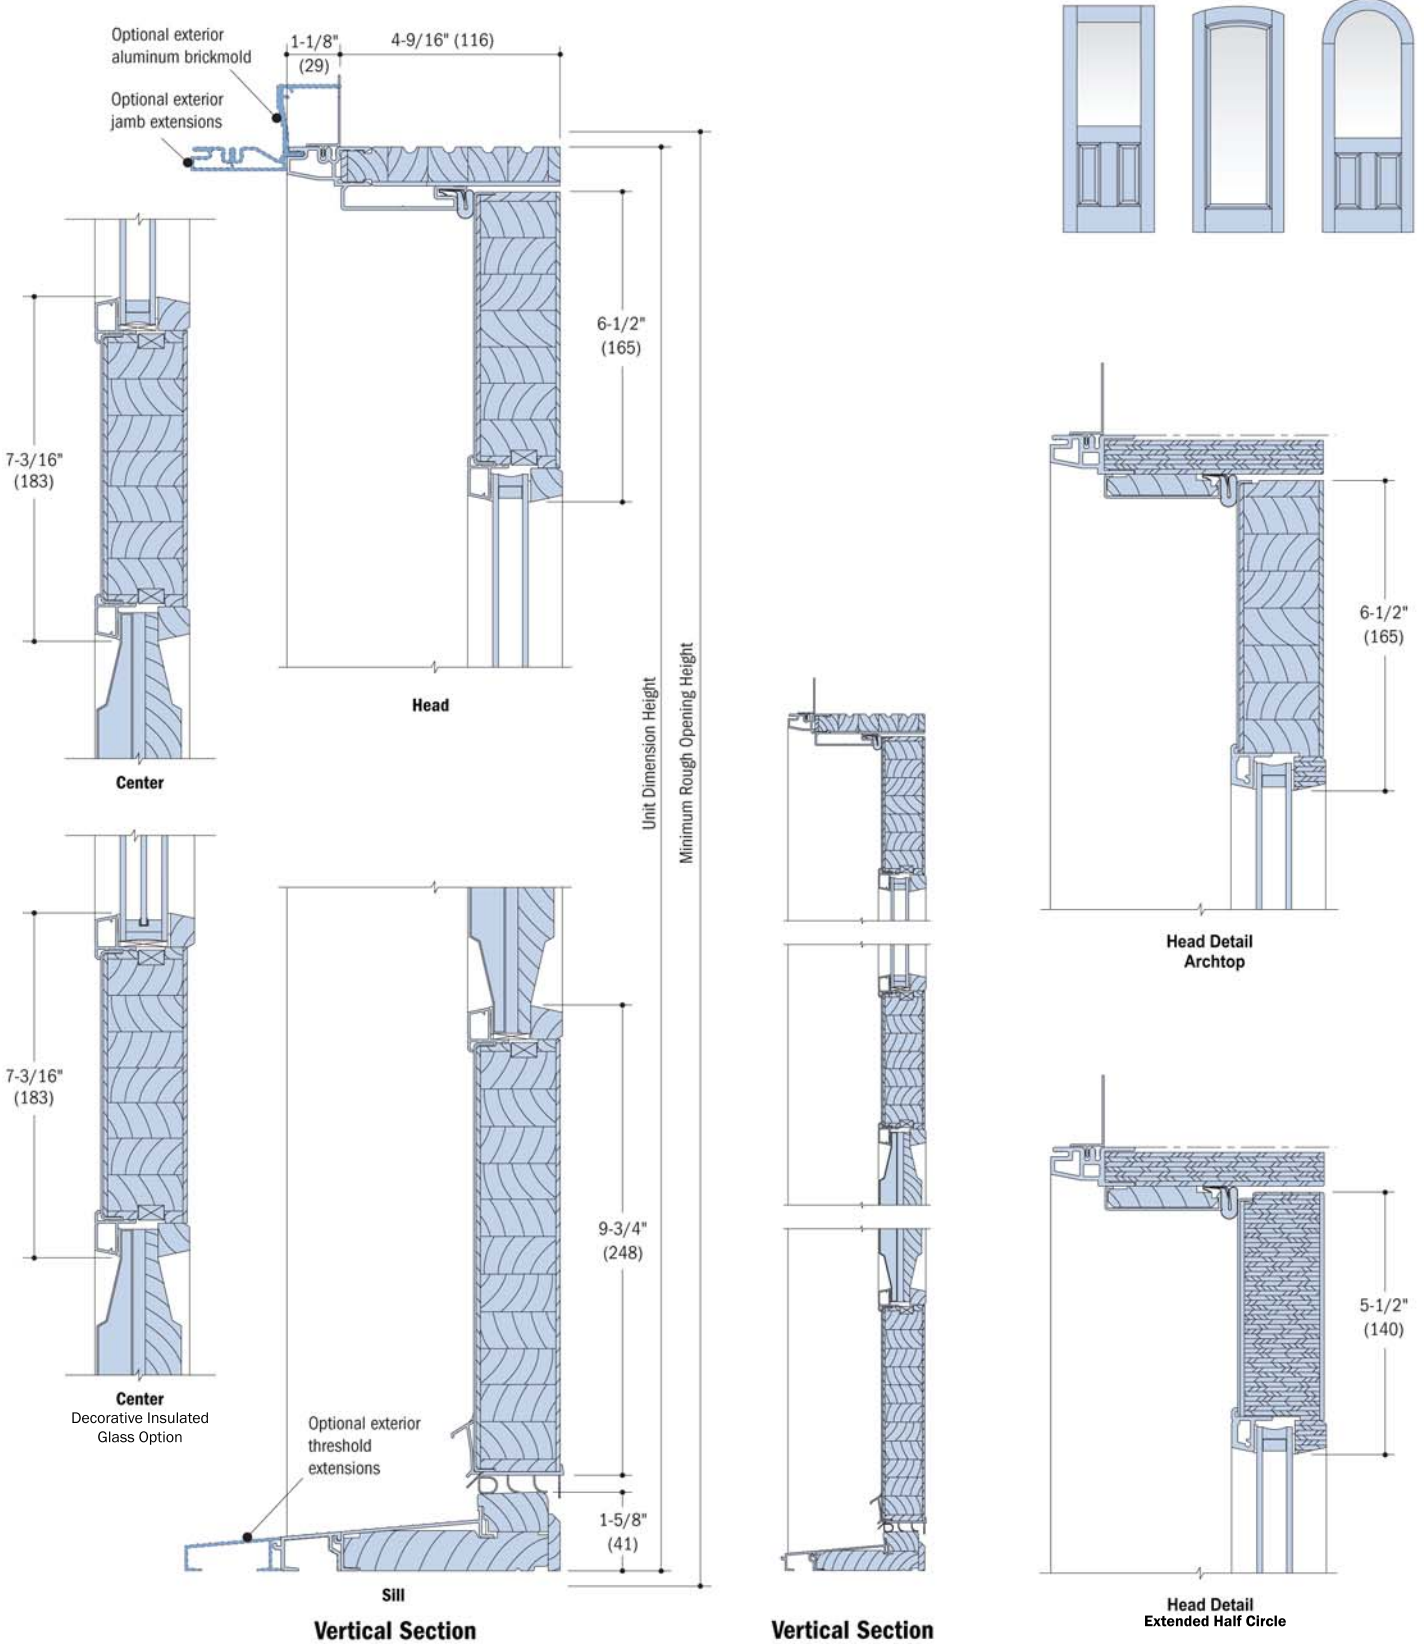 Optional exterior
aluminum brickmold
Optional exterior
jamb extensions
1-1/8"
(29)
4-9/16" (116)
6-1/2"
(165)
7-3/16"
(183)
Head
Center
Unit Dimension Height
Minimum Rough Opening Height
7-3/16"
(183)
Center
Decorative Insulated
Glass Option
9-3/4"
(248)
Optional exterior
threshold
extensions
1-5/8"
(41)
Sill
Vertical Section
Vertical Section
6-1/2"
(165)
Head Detail
Archtop
5-1/2"
(140)
Head Detail
Extended Half Circle